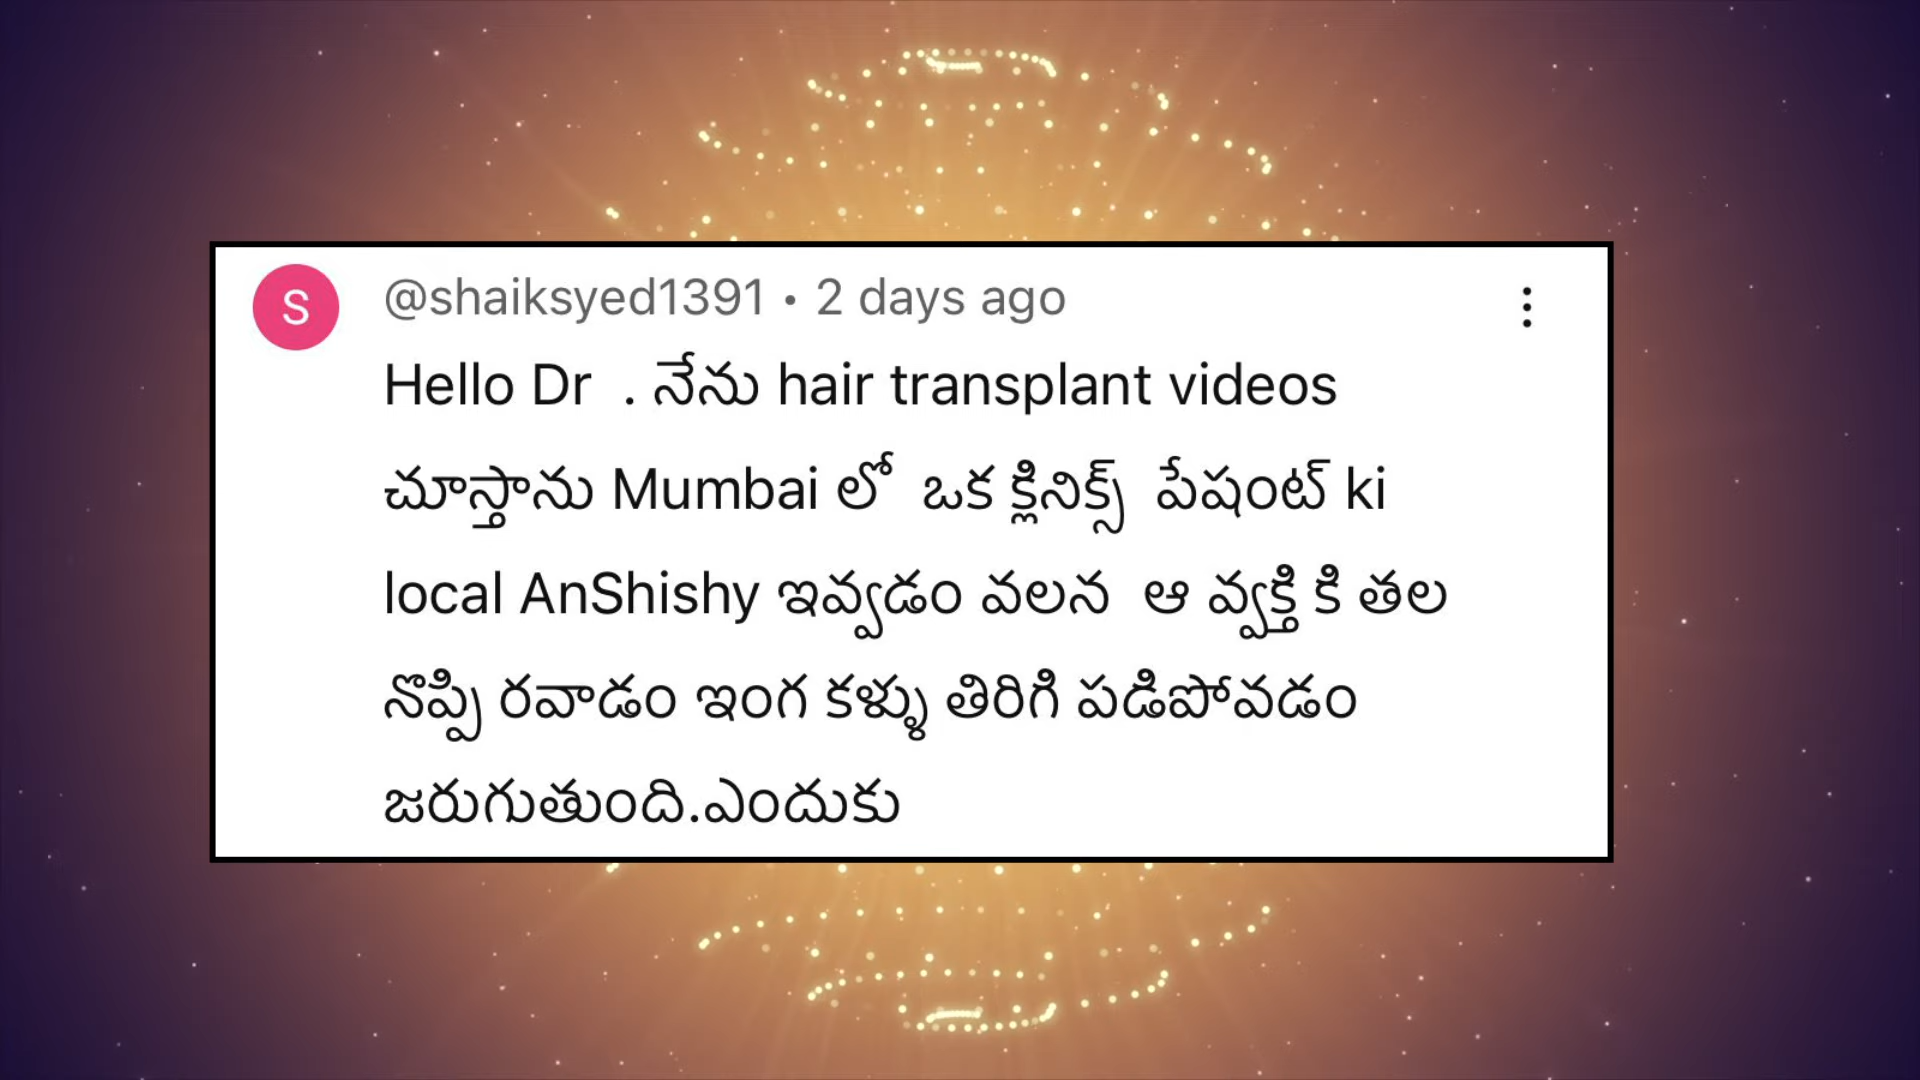 S
@shaiksyed1391 • 2 days ago
Hello Dr  . నేను hair transplant videos
చూస్తాను Mumbai లో  ఒక క్లినిక్స్  పేషంట్ ki
local AnShishy ఇవ్వడం వలన  ఆ వ్వక్తి కి తల
నొప్పి రవాడం ఇంగ కళ్ళు తిరిగి పడిపోవడం
జరుగుతుంది.ఎందుకు